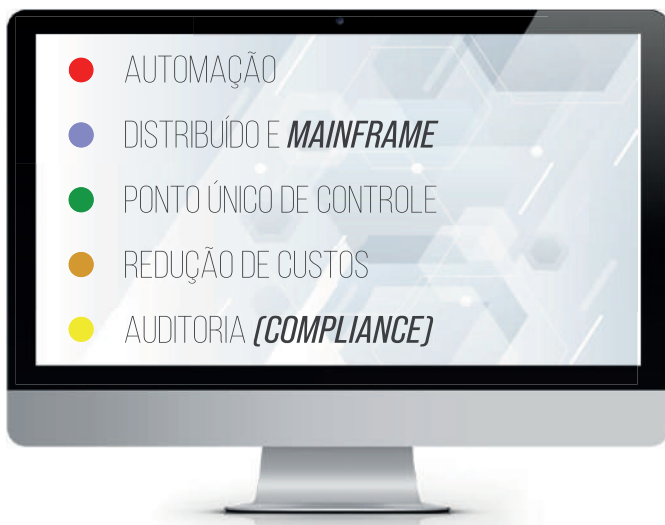 AUTOMAÇÃO
DISTRIBUÍDO E MAINFRAME
PONTO ÚNICO DE CONTROLE
REDUÇÃO DE CUSTOS
AUDITORIA (COMPLIANCE)